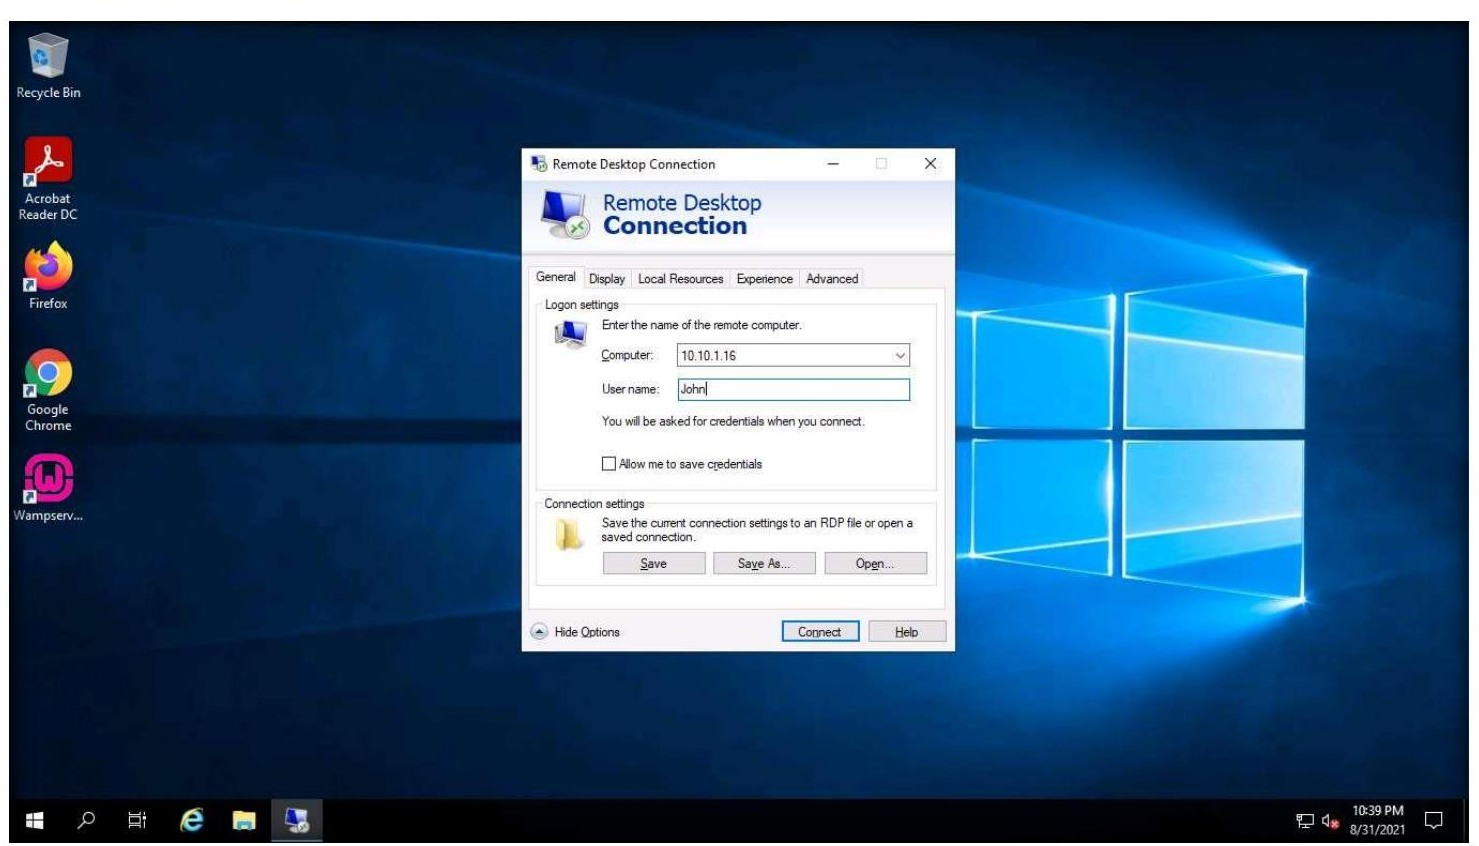 Recycle Bin
Acrobat
Reader DC
Firefox
Google
Chrome
Wampserv...
Remote Desktop Connection
Remote Desktop
Connection
General Display Local Resources Experience Advanced
Logon settings
Enter the name of the remote computer.
Computer: 10.10.1.16
User name: John
You will be asked for credentials when you connect.
Allow me to save credentials
Connection settings
Save the current connection settings to an RDP file or open a
saved connection.
Save Save As... Open...
Hide Options Connect Help
10:39 PM
8/31/2021